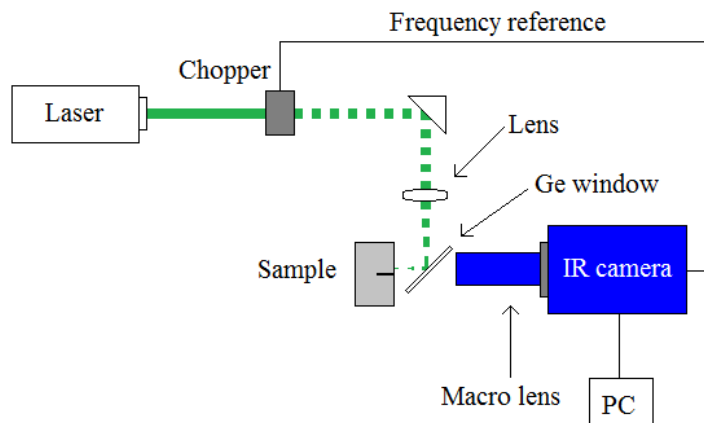 Frequency reference
Chopper
Laser
Lens
Ge window
Sample
IR camera
Macro lens
PC